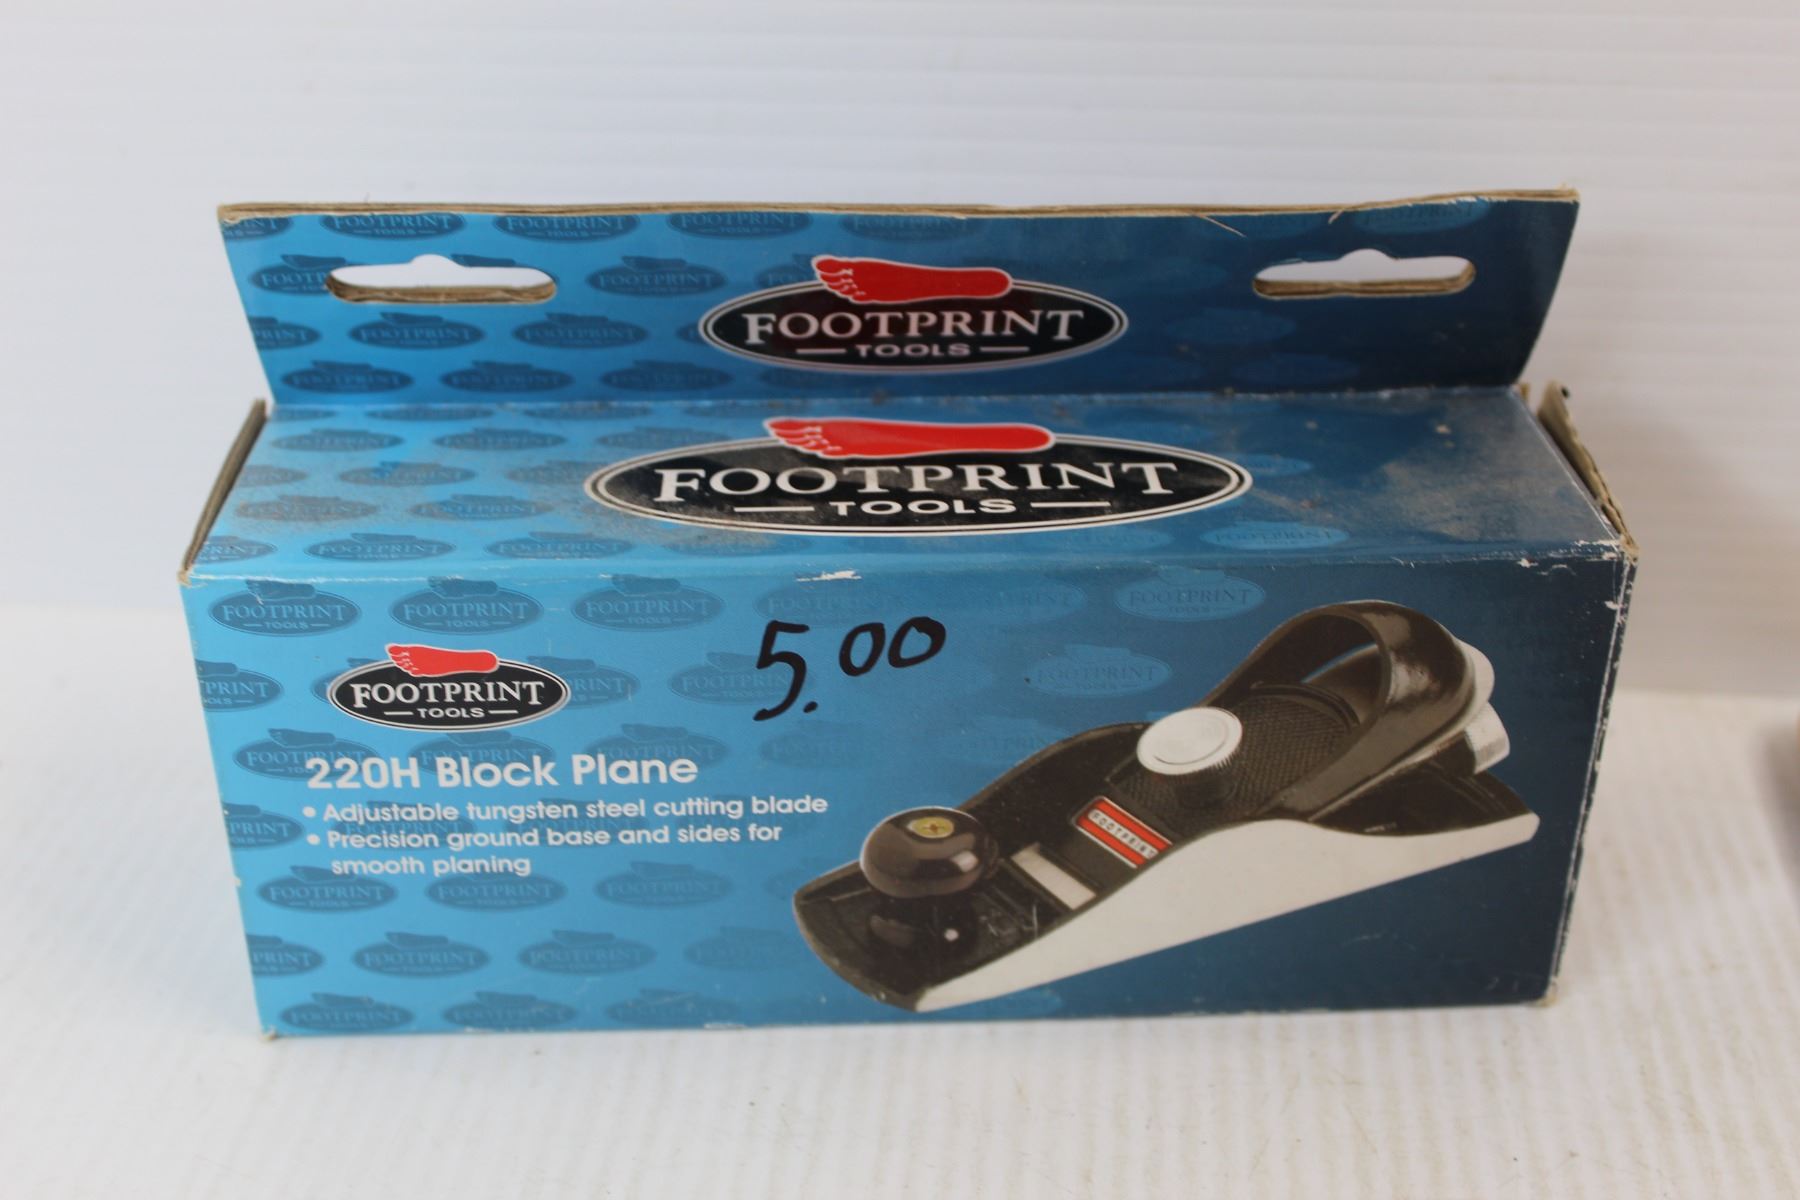 FOOTPRINT
TOOLS
FOOTPRINT
TOOLS
5.00
FOOTPRINT
TOOLS
220H Block Plane
• Adjustable tungsten steel cutting blade
• Precision ground base and sides for
smooth planing
FOOTPRINT